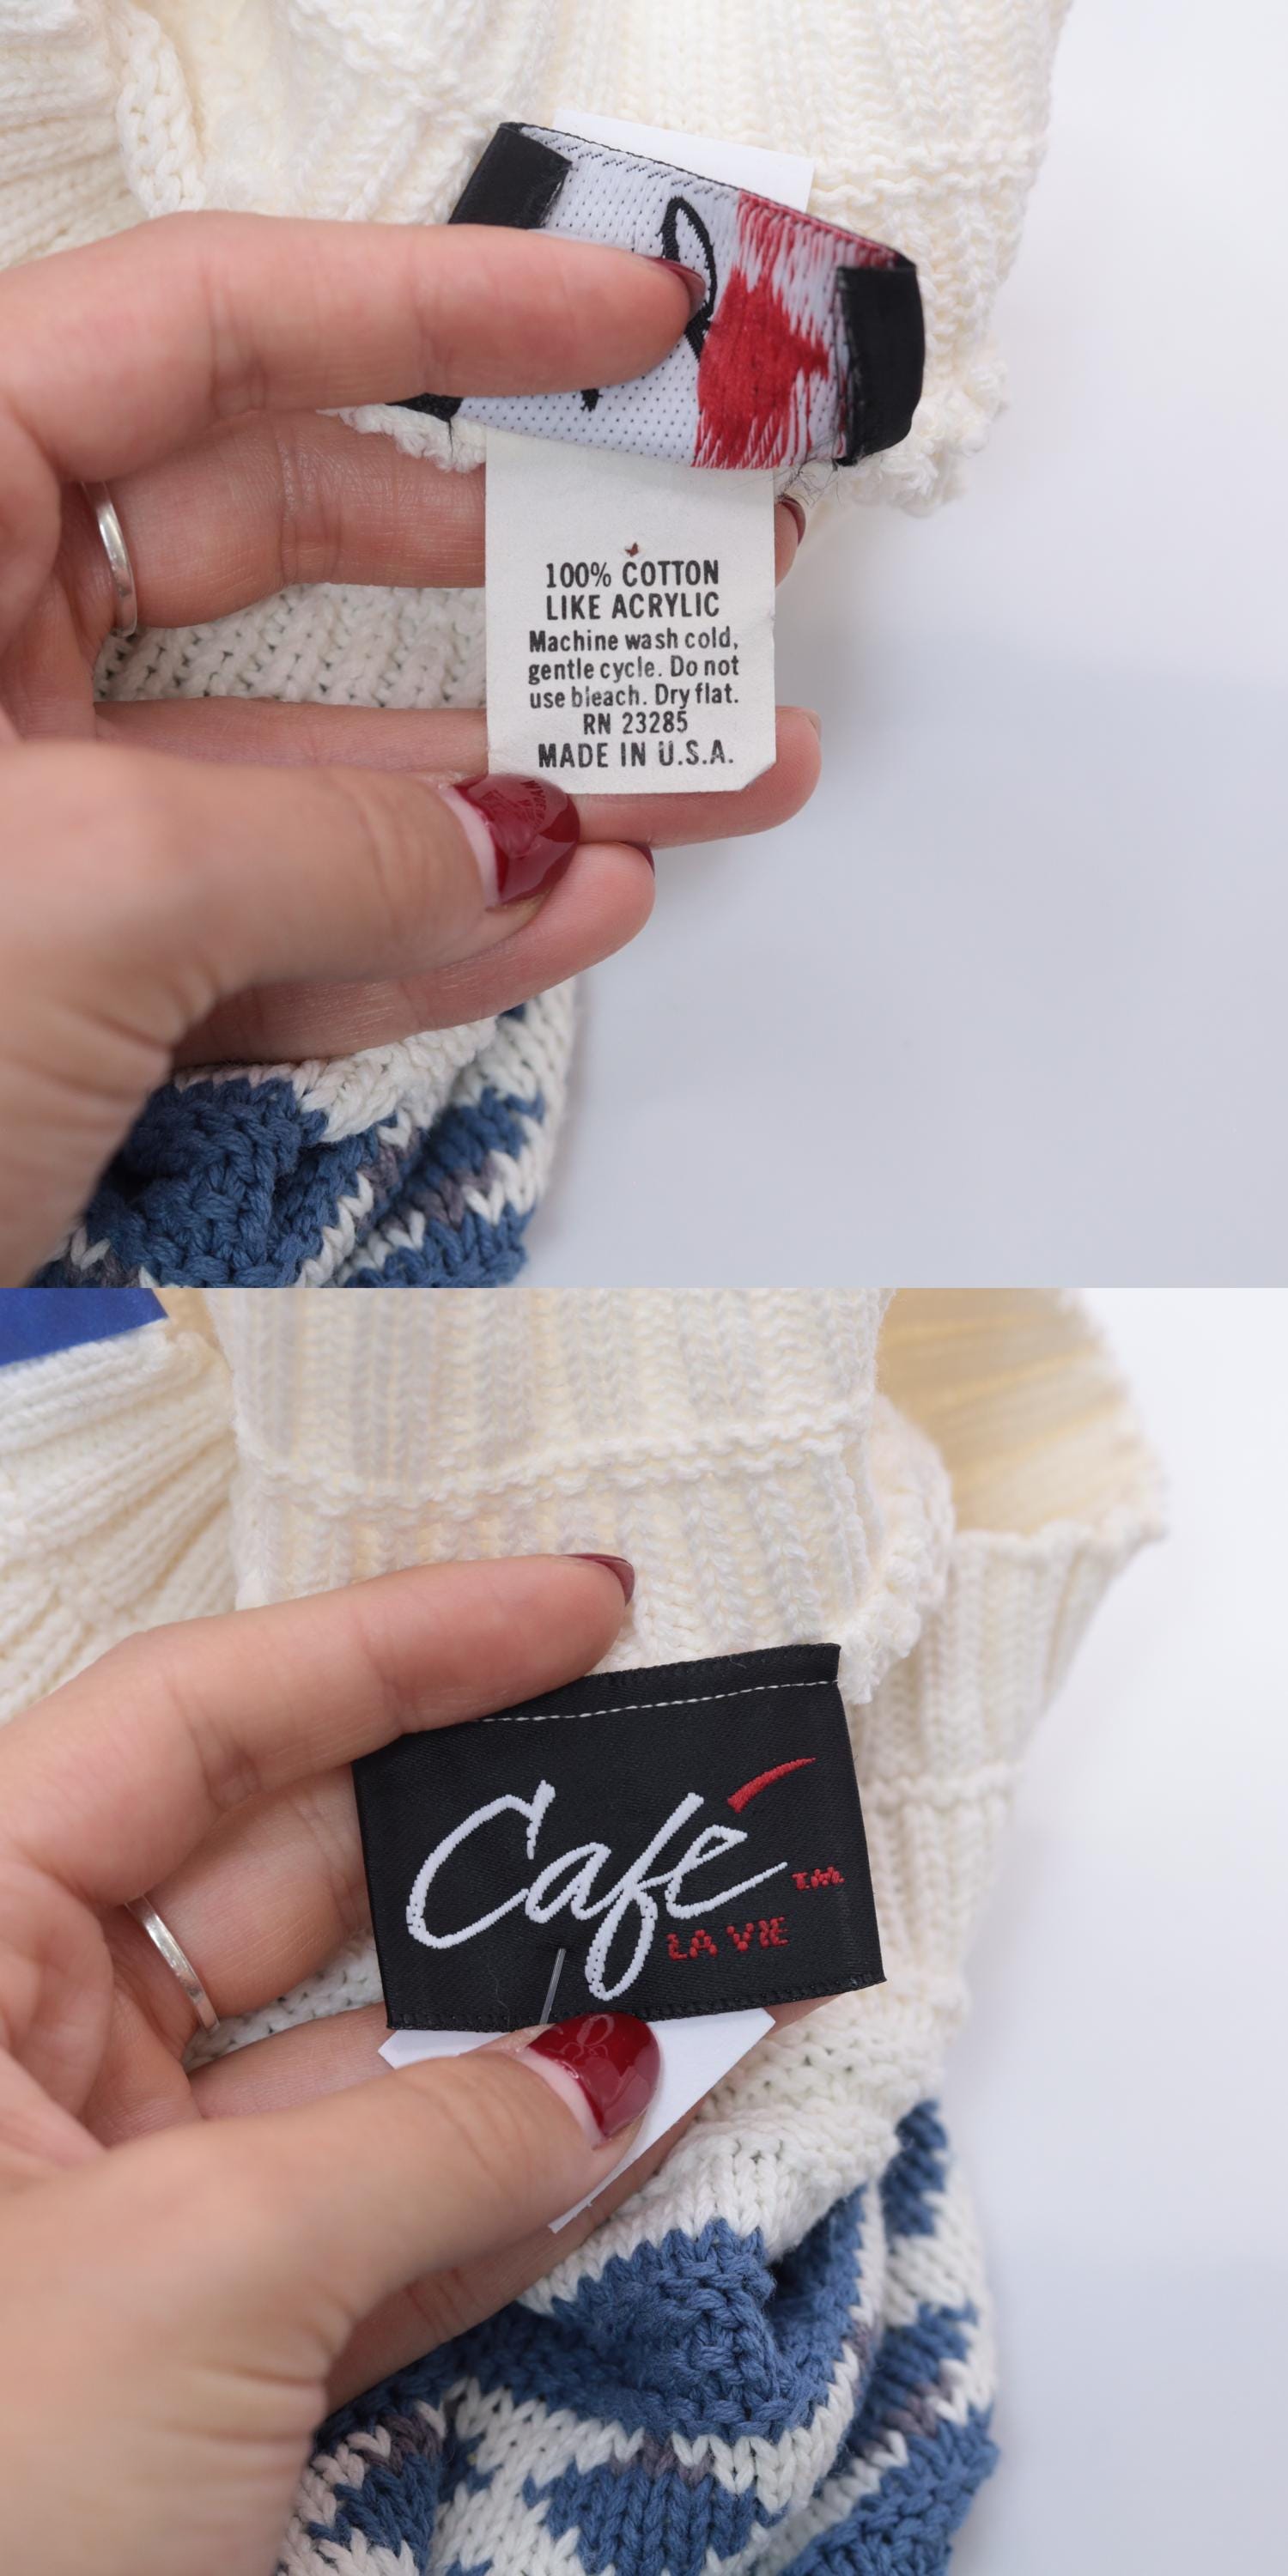 100% COTTON
LIKE ACRYLIC
Machine wash cold,
gentle cycle. Do not
use bleach. Dry flat.
RN 23285
MADE IN U.S.A.
Café
T.M.
LA VIE